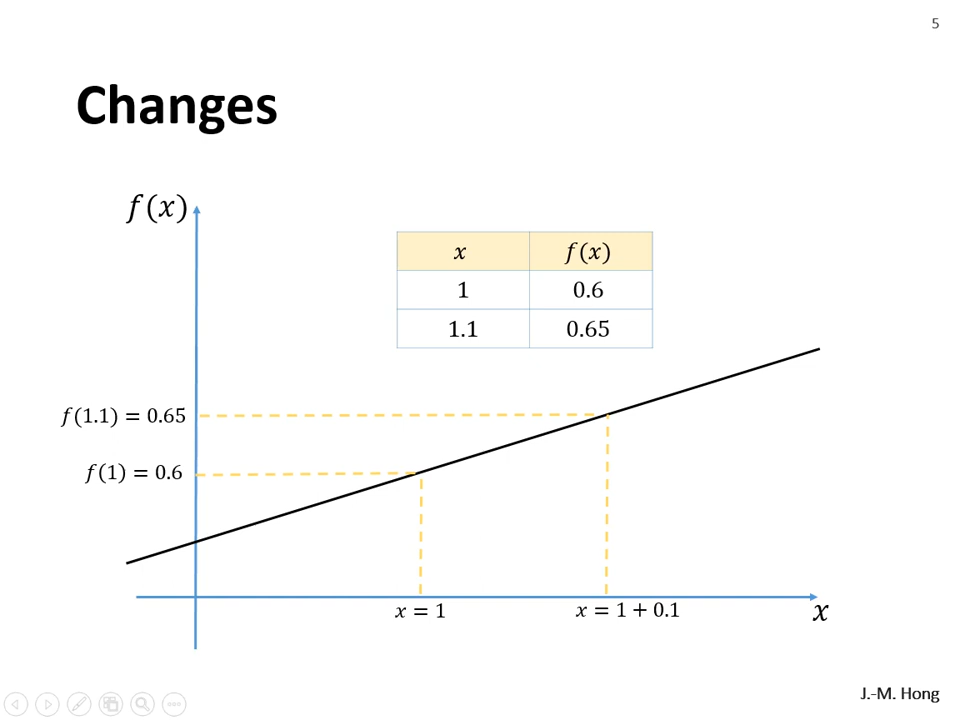 5
Changes
f(x)
x f(x)
1 0.6
1.1 0.65
f(1.1) = 0.65
f(1) = 0.6
x = 1 x = 1 + 0.1
x
J.-M. Hong